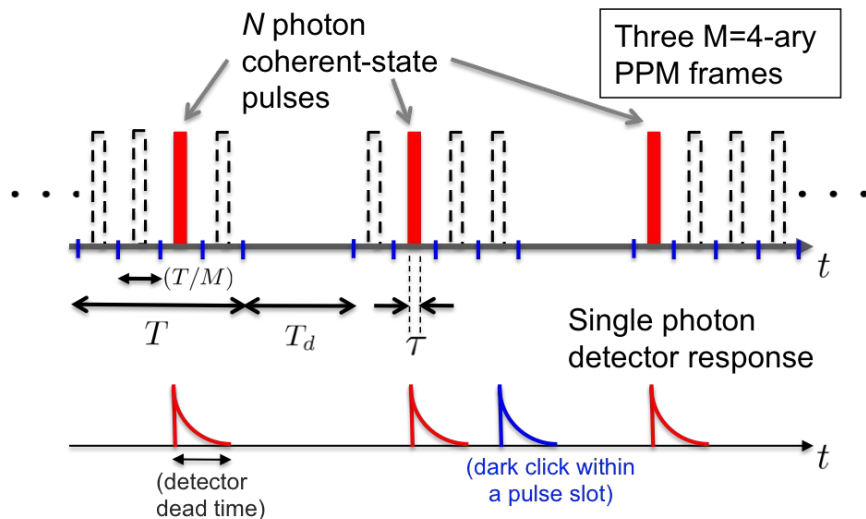 N photon
coherent-state
pulses
Three M=4-ary
PPM frames
. . .
. . .
t
(T/M)
T
T_d
τ
Single photon
detector response
t
(detector
dead time)
(dark click within
a pulse slot)